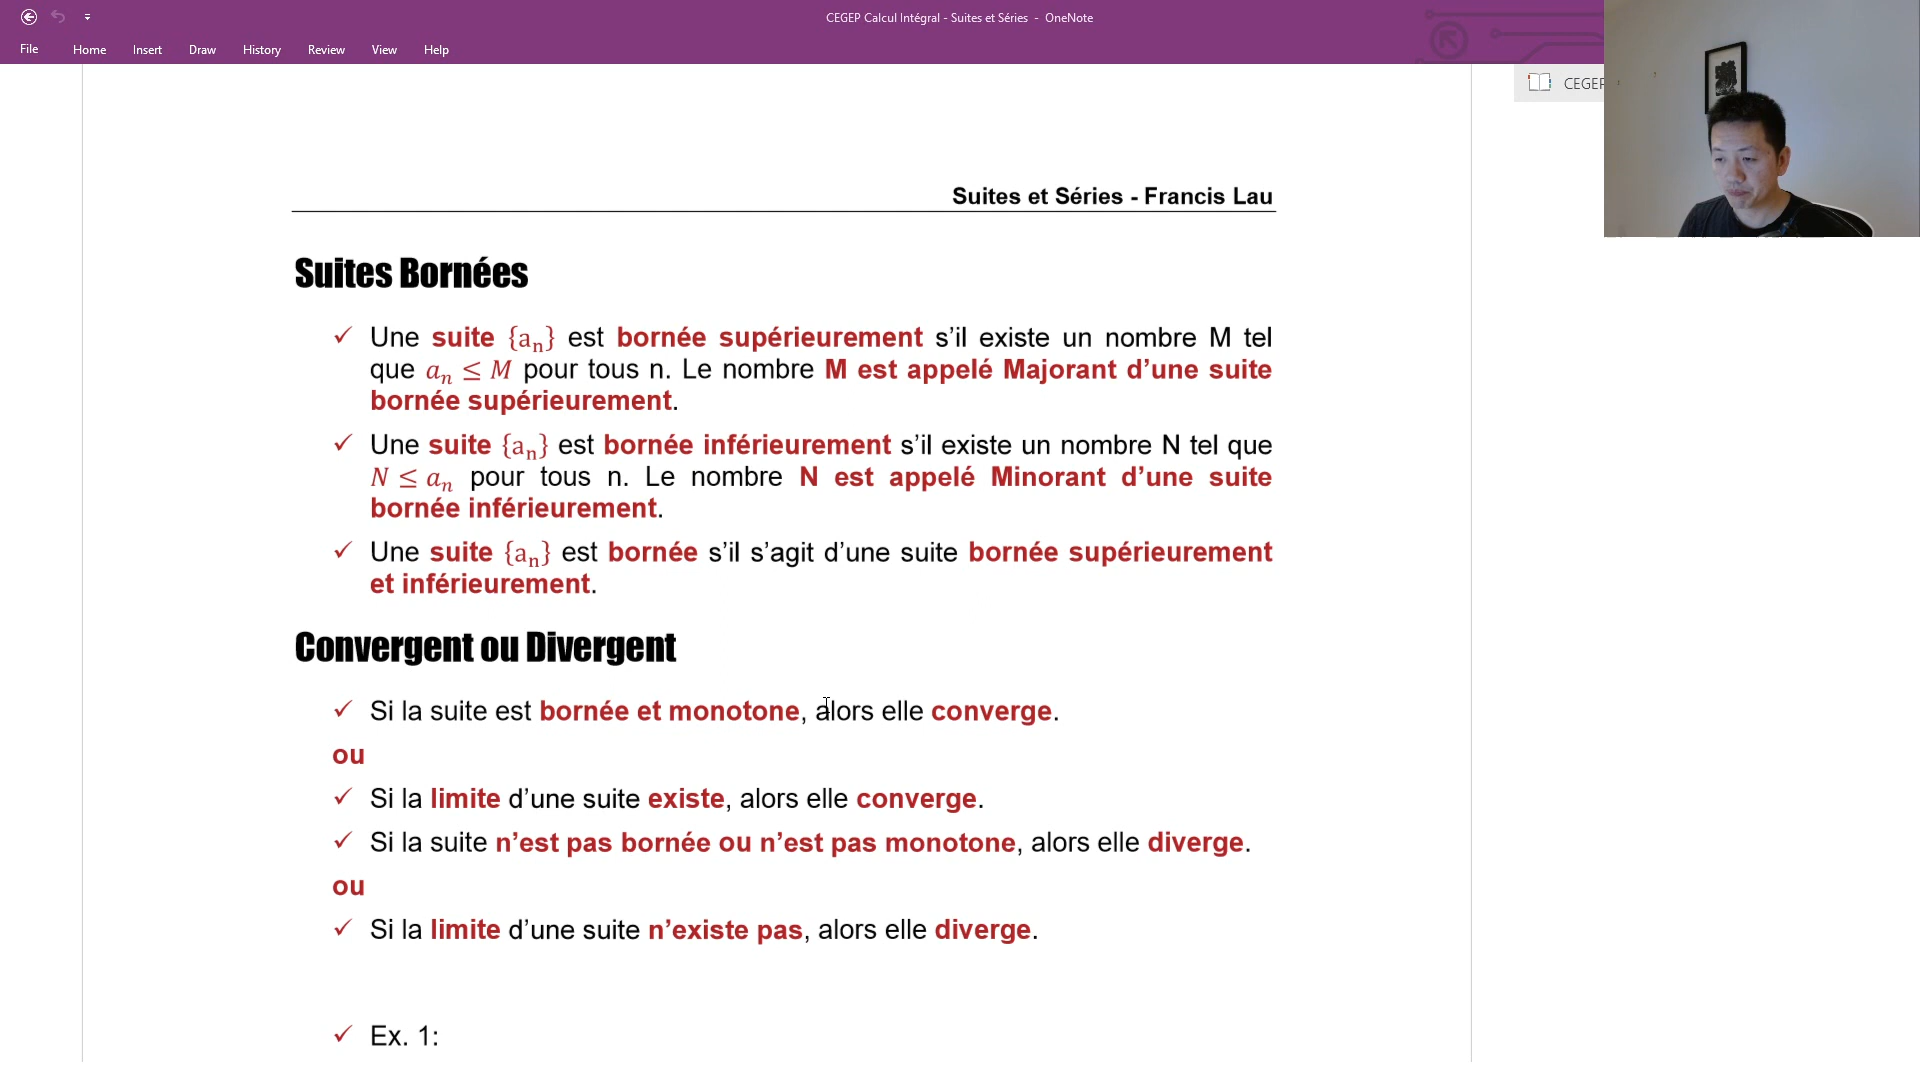 CEGEP Calcul Intégral - Suites et Séries - OneNote
File Home Insert Draw History Review View Help
CEGEP
Suites et Séries - Francis Lau
Suites Bornées
✓ Une suite {aₙ} est bornée supérieurement s’il existe un nombre M tel
que aₙ ≤ M pour tous n. Le nombre M est appelé Majorant d’une suite
bornée supérieurement.
✓ Une suite {aₙ} est bornée inférieurement s’il existe un nombre N tel que
N ≤ aₙ pour tous n. Le nombre N est appelé Minorant d’une suite
bornée inférieurement.
✓ Une suite {aₙ} est bornée s’il s’agit d’une suite bornée supérieurement
et inférieurement.
Convergent ou Divergent
✓ Si la suite est bornée et monotone, alors elle converge.
ou
✓ Si la limite d’une suite existe, alors elle converge.
✓ Si la suite n’est pas bornée ou n’est pas monotone, alors elle diverge.
ou
✓ Si la limite d’une suite n’existe pas, alors elle diverge.
✓ Ex. 1: